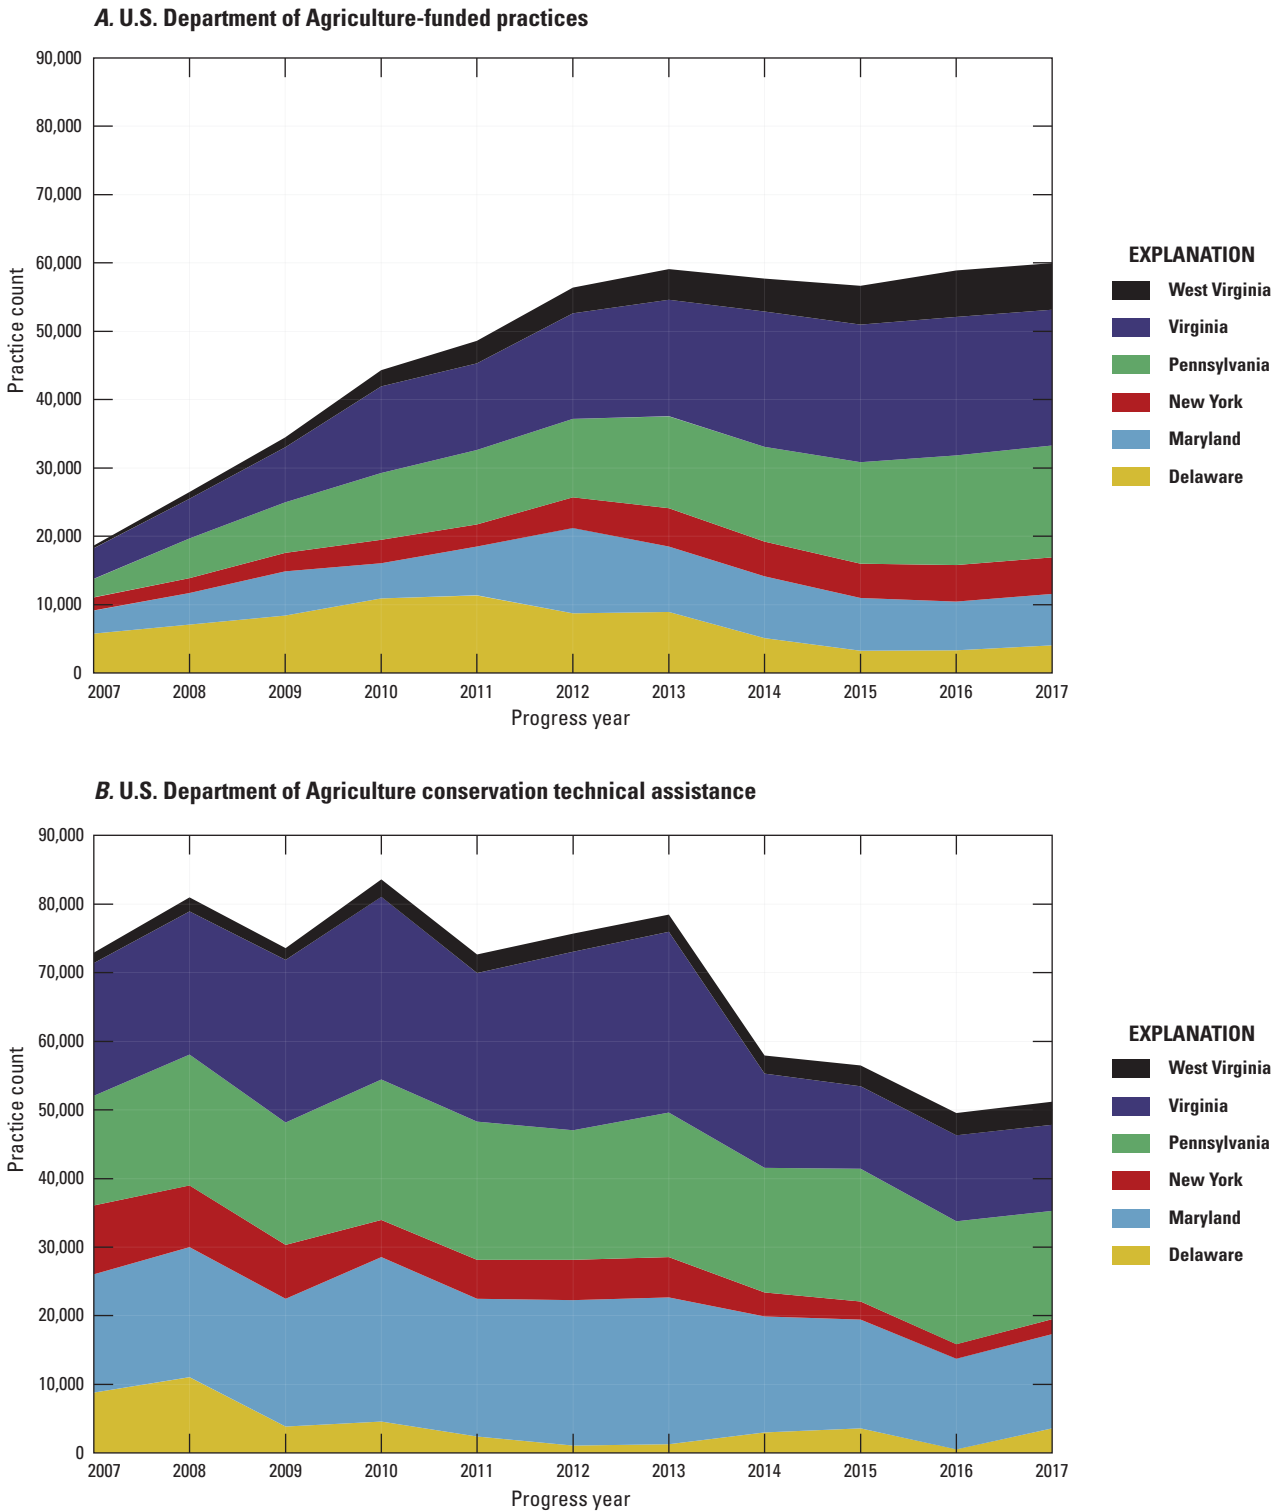 A. U.S. Department of Agriculture-funded practices
90,000
80,000
70,000
60,000
50,000
40,000
30,000
20,000
10,000
0
Practice count
2007 2008 2009 2010 2011 2012 2013 2014 2015 2016 2017
Progress year
EXPLANATION
West Virginia
Virginia
Pennsylvania
New York
Maryland
Delaware
B. U.S. Department of Agriculture conservation technical assistance
90,000
80,000
70,000
60,000
50,000
40,000
30,000
20,000
10,000
0
Practice count
2007 2008 2009 2010 2011 2012 2013 2014 2015 2016 2017
Progress year
EXPLANATION
West Virginia
Virginia
Pennsylvania
New York
Maryland
Delaware